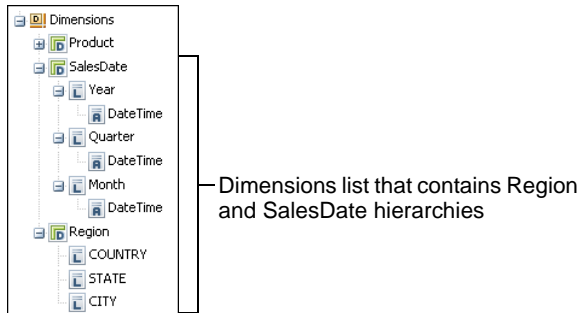 Dimensions
Product
SalesDate
Year
DateTime
Quarter
DateTime
Month
DateTime
Region
COUNTRY
STATE
CITY
Dimensions list that contains Region
and SalesDate hierarchies